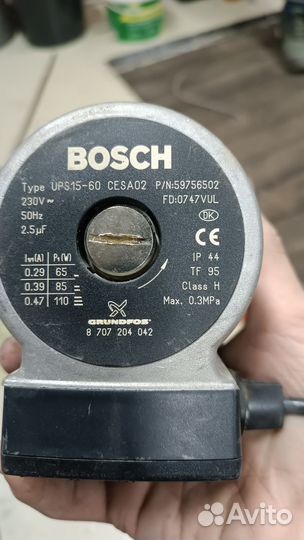 BOSCH
Type UPS15-60 CESAO2 P/N:59756502
230V~ FD:0747VUL
50Hz
2.5µF DK
CE
I₁/₁(A) P₁(W) IP 44
0.29 65 TF 95
0.39 85 Class H
0.47 110 Max. 0.3MPa
GRUNDFOS
8 707 204 042
Avito